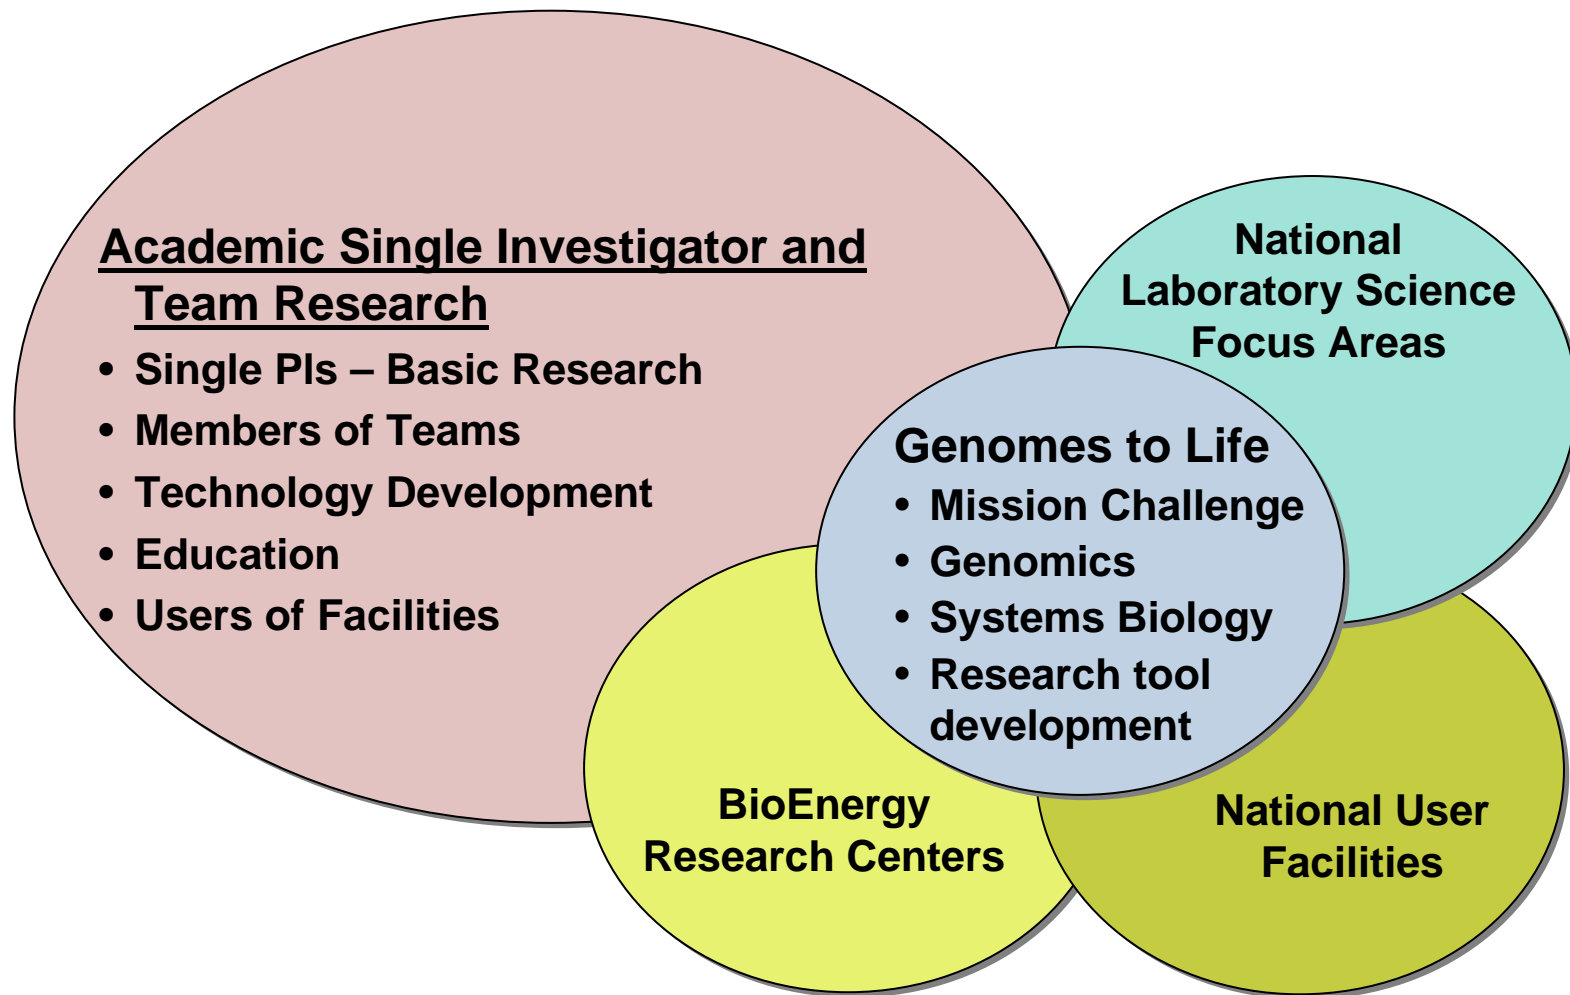 Academic Single Investigator and
Team Research
• Single PIs – Basic Research
• Members of Teams
• Technology Development
• Education
• Users of Facilities
National
Laboratory Science
Focus Areas
Genomes to Life
• Mission Challenge
• Genomics
• Systems Biology
• Research tool
development
BioEnergy
Research Centers
National User
Facilities